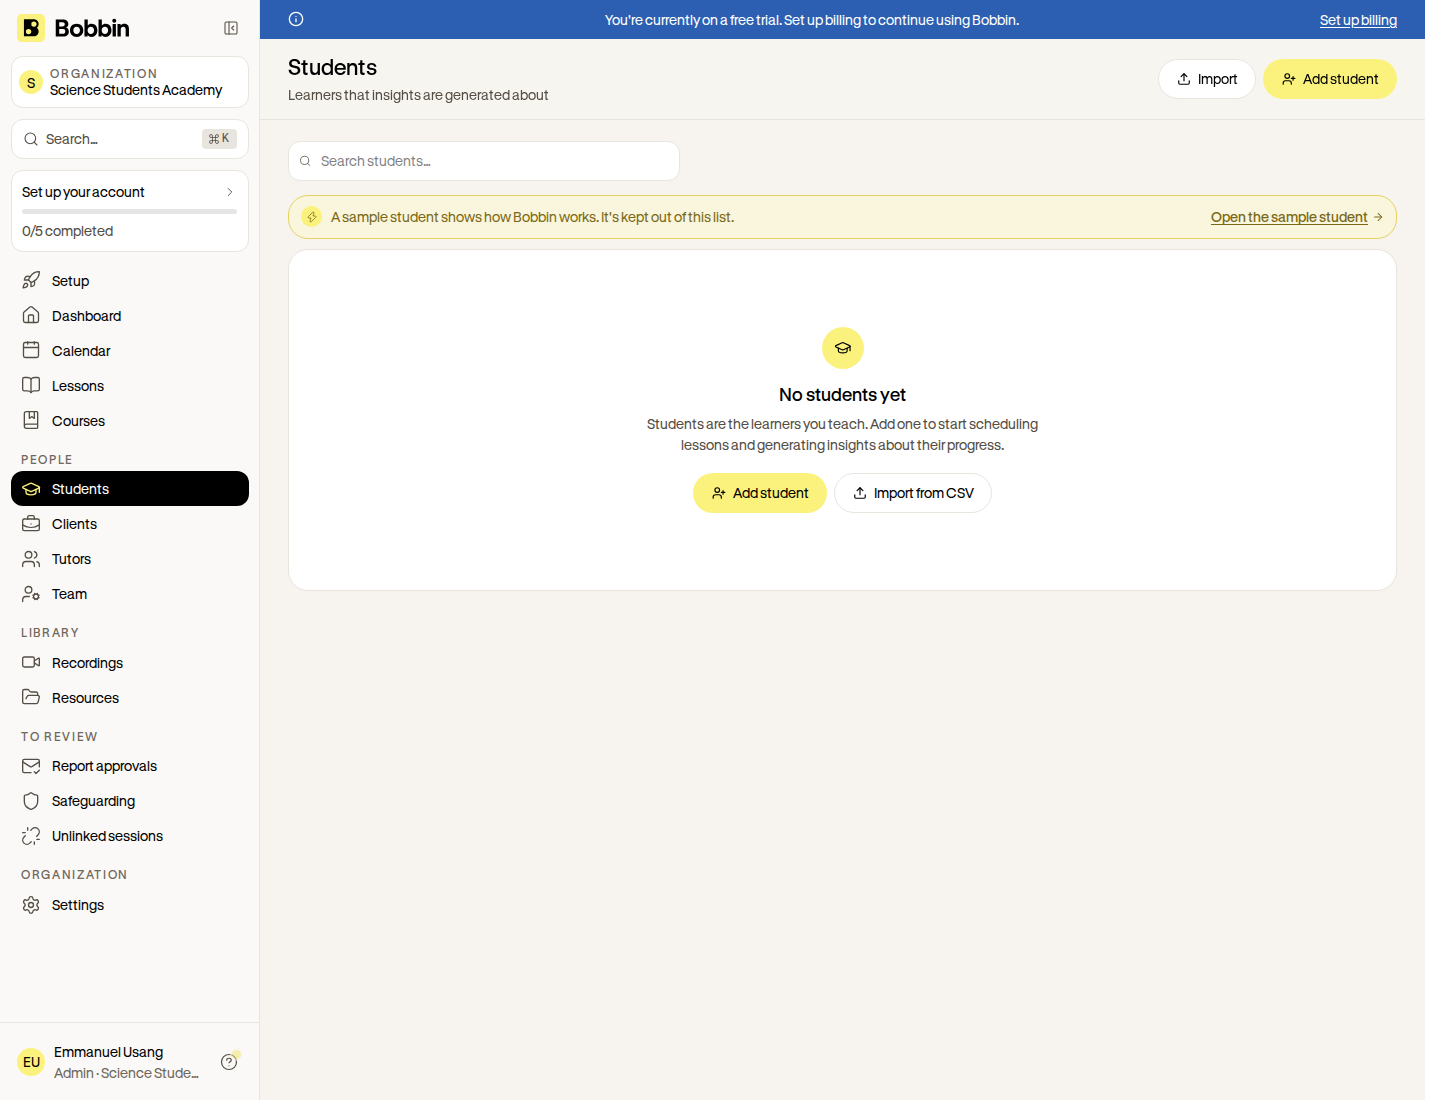 Bobbin
ORGANIZATION
S
Science Students Academy
Search...
⌘ K
Set up your account
0/5 completed
Setup
Dashboard
Calendar
Lessons
Courses
PEOPLE
Students
Clients
Tutors
Team
LIBRARY
Recordings
Resources
TO REVIEW
Report approvals
Safeguarding
Unlinked sessions
ORGANIZATION
Settings
EU
Emmanuel Usang
Admin · Science Stude...
You're currently on a free trial. Set up billing to continue using Bobbin.
Set up billing
Students
Learners that insights are generated about
Import
Add student
Search students...
A sample student shows how Bobbin works. It's kept out of this list.
Open the sample student
No students yet
Students are the learners you teach. Add one to start scheduling
lessons and generating insights about their progress.
Add student
Import from CSV